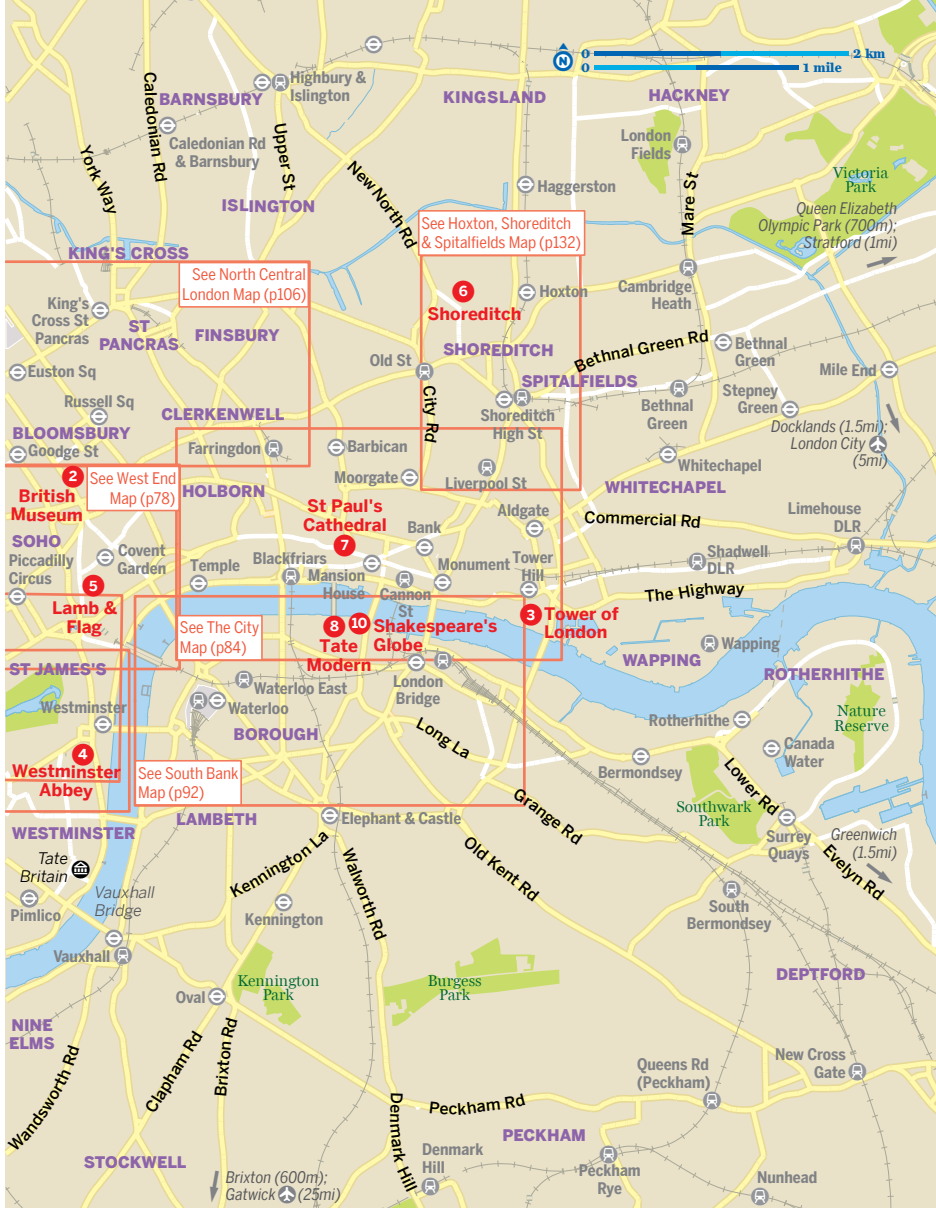 0
2 km
N
0
1 mile
Caledonian Rd
BARNSBURY
Highbury &
Islington
KINGSLAND
HACKNEY
Caledonian Rd
& Barnsbury
Upper St
York Way
London
Fields
New North Rd
Haggerston
Mare St
Victoria
Park
ISLINGTON
Queen Elizabeth
Olympic Park (700m);
Stratford (1mi)
See Hoxton, Shoreditch
& Spitalfields Map (p132)
KING'S CROSS
See North Central
London Map (p106)
Cambridge
Heath
King's
Cross St
Pancras
6
Shoreditch
Hoxton
ST
PANCRAS
FINSBURY
SHOREDITCH
Bethnal Green Rd
Bethnal
Green
Old St
Euston Sq
SPITALFIELDS
Mile End
Russell Sq
City Rd
Shoreditch
High St
Bethnal
Green
Stepney
Green
CLERKENWELL
BLOOMSBURY
Docklands (1.5mi);
London City
(5mi)
Goodge St
Farringdon
Barbican
Whitechapel
2
British
Museum
See West End
Map (p78)
HOLBORN
Moorgate
Liverpool St
WHITECHAPEL
St Paul's
Cathedral
7
Bank
Aldgate
Commercial Rd
Limehouse
DLR
SOHO
Piccadilly
Circus
Covent
Garden
Temple
Blackfriars
Mansion
House
Cannon
St
Monument
Tower
Hill
Shadwell
DLR
The Highway
5
Lamb &
Flag
See The City
Map (p84)
8
Tate
Modern
10
Shakespeare's
Globe
3
Tower of
London
Wapping
WAPPING
ST JAMES'S
London
Bridge
ROTHERHITHE
Westminster
Waterloo East
Waterloo
BOROUGH
Long La
Rotherhithe
Nature
Reserve
4
Westminster
Abbey
See South Bank
Map (p92)
Bermondsey
Canada
Water
Lower Rd
Grange Rd
Southwark
Park
WESTMINSTER
LAMBETH
Elephant & Castle
Surrey
Quays
Greenwich
(1.5mi)
Tate
Britain
Kennington La
Walworth Rd
Old Kent Rd
Evelyn Rd
Vauxhall
Bridge
Pimlico
Kennington
South
Bermondsey
Vauxhall
DEPTFORD
Kennington
Park
Burgess
Park
Oval
NINE
ELMS
Wandsworth Rd
Clapham Rd
Brixton Rd
Queens Rd
(Peckham)
New Cross
Gate
Denmark Hill
Peckham Rd
PECKHAM
STOCKWELL
Denmark
Hill
Peckham
Rye
Nunhead
Brixton (600m);
Gatwick
(25mi)